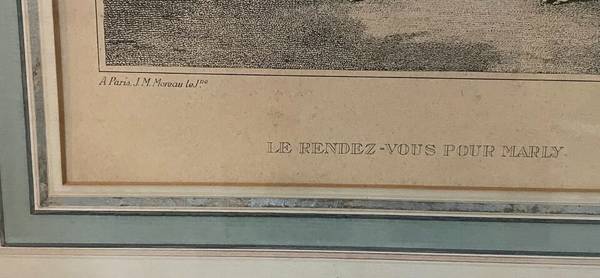 A Paris. J. M. Moreau le J.ne
LE RENDEZ-VOUS POUR MARLY.